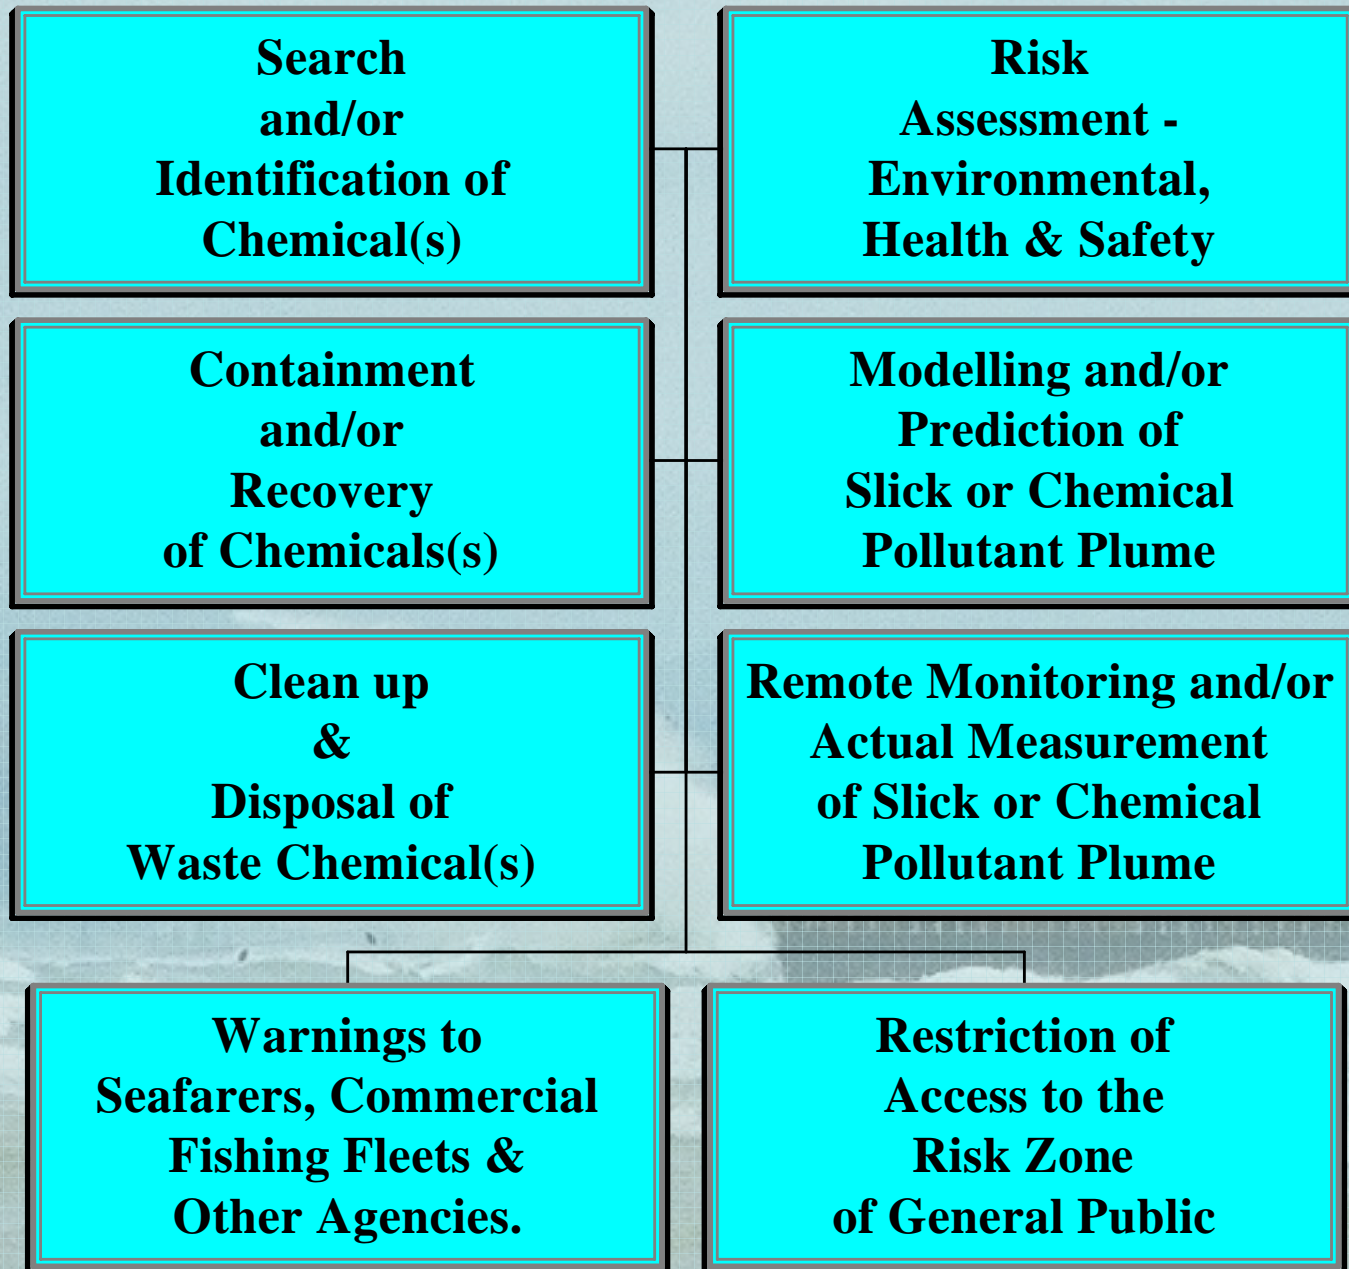 Search
and/or
Identification of
Chemical(s)
Risk
Assessment -
Environmental,
Health & Safety
Containment
and/or
Recovery
of Chemicals(s)
Modelling and/or
Prediction of
Slick or Chemical
Pollutant Plume
Clean up
&
Disposal of
Waste Chemical(s)
Remote Monitoring and/or
Actual Measurement
of Slick or Chemical
Pollutant Plume
Warnings to
Seafarers, Commercial
Fishing Fleets &
Other Agencies.
Restriction of
Access to the
Risk Zone
of General Public